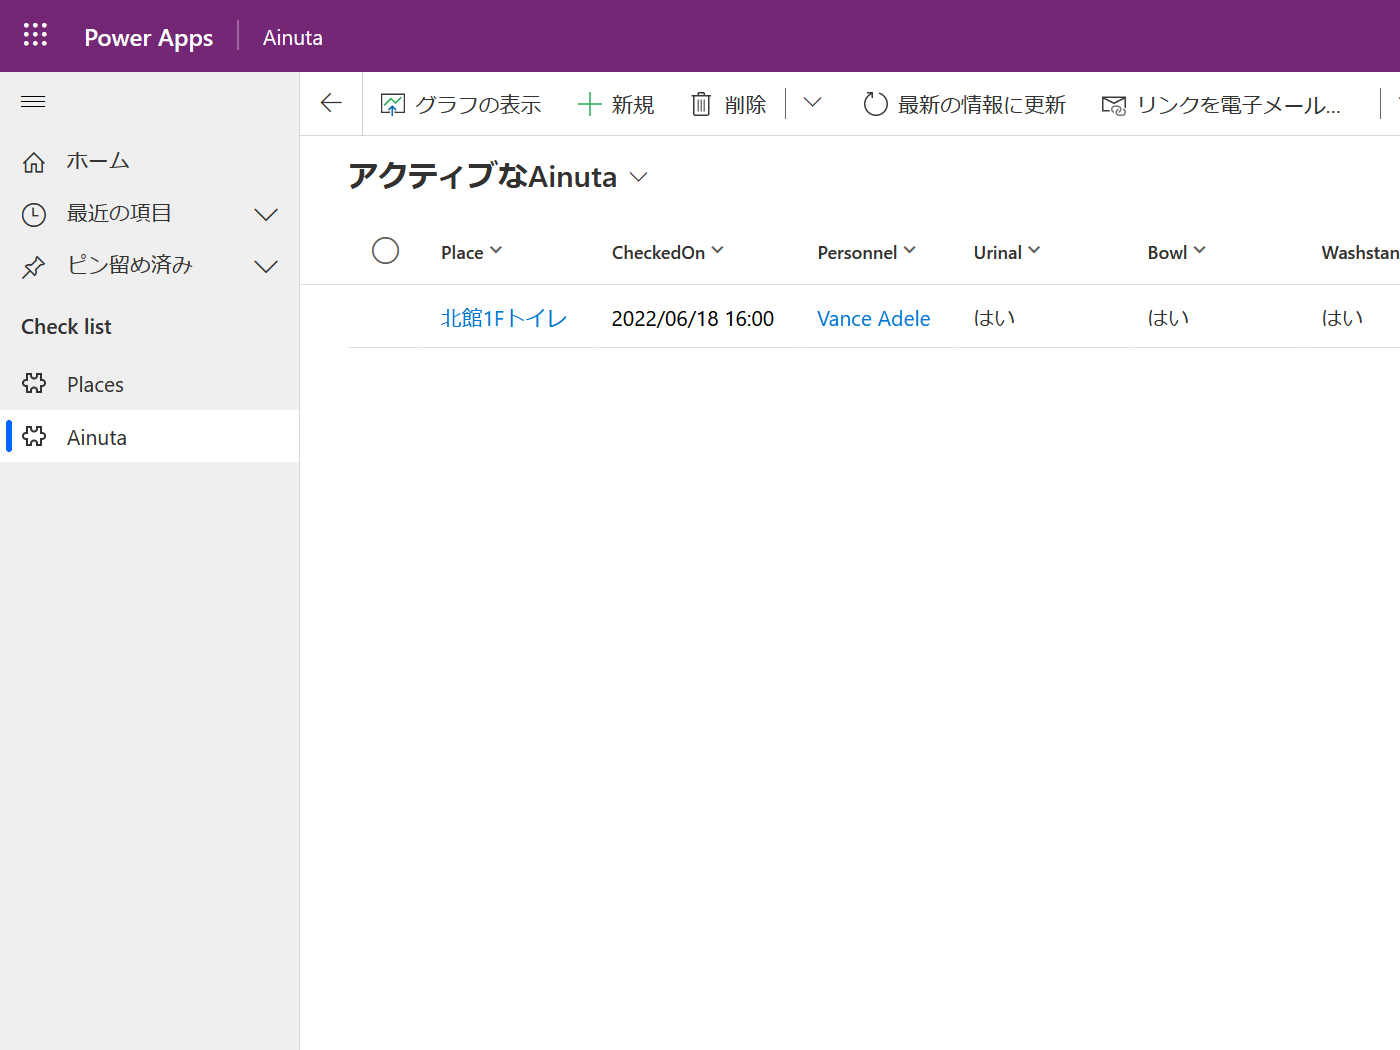 Power Apps Ainuta
グラフの表示 新規 削除 最新の情報に更新 リンクを電子メール...
ホーム
最近の項目
ピン留め済み
Check list
Places
Ainuta
アクティブなAinuta
Place CheckedOn Personnel Urinal Bowl Washstan
北館1Fトイレ 2022/06/18 16:00 Vance Adele はい はい はい